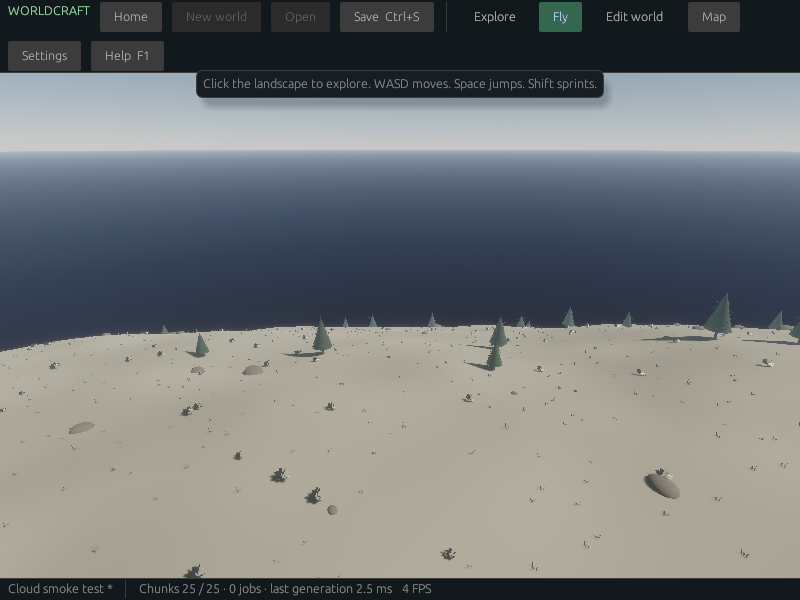 WORLDCRAFT Home New world Open Save Ctrl+S Explore Fly Edit world Map
Settings Help F1
Click the landscape to explore. WASD moves. Space jumps. Shift sprints.
Cloud smoke test * Chunks 25 / 25 · 0 jobs · last generation 2.5 ms 4 FPS